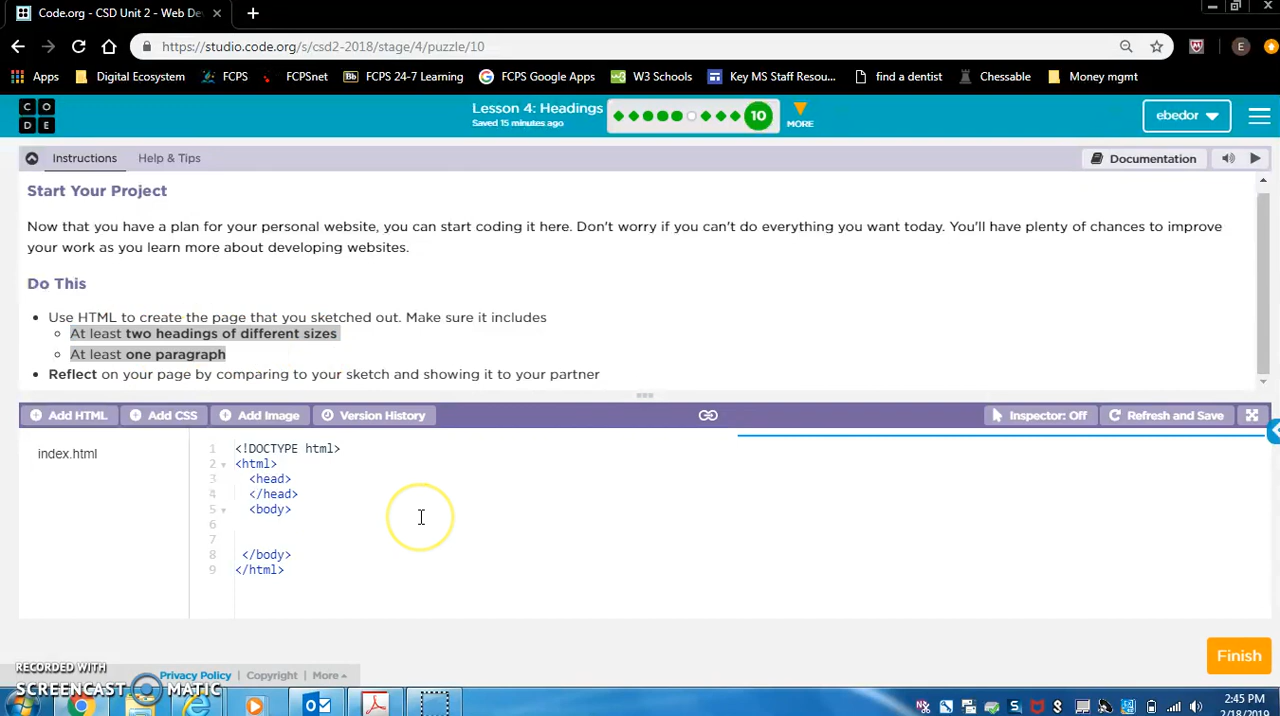 Code.org - CSD Unit 2 - Web De
https://studio.code.org/s/csd2-2018/stage/4/puzzle/10
E
Apps Digital Ecosystem FCPS FCPSnet Bb FCPS 24-7 Learning G FCPS Google Apps W3 Schools Key MS Staff Resou... find a dentist Chessable Money mgmt
CO
DE
Lesson 4: Headings
Saved 15 minutes ago
10
MORE
ebedor
Instructions Help & Tips Documentation
Start Your Project
Now that you have a plan for your personal website, you can start coding it here. Don't worry if you can't do everything you want today. You'll have plenty of chances to improve
your work as you learn more about developing websites.
Do This
• Use HTML to create the page that you sketched out. Make sure it includes
At least two headings of different sizes
At least one paragraph
• Reflect on your page by comparing to your sketch and showing it to your partner
Add HTML Add CSS Add Image Version History Inspector: Off Refresh and Save
index.html
1 <!DOCTYPE html>
2 <html>
3 <head>
4 </head>
5 <body>
6
7
8 </body>
9 </html>
Finish
RECORDED WITH
SCREENCAST MATIC
Privacy Policy | Copyright | More
2:45 PM
2/18/2019